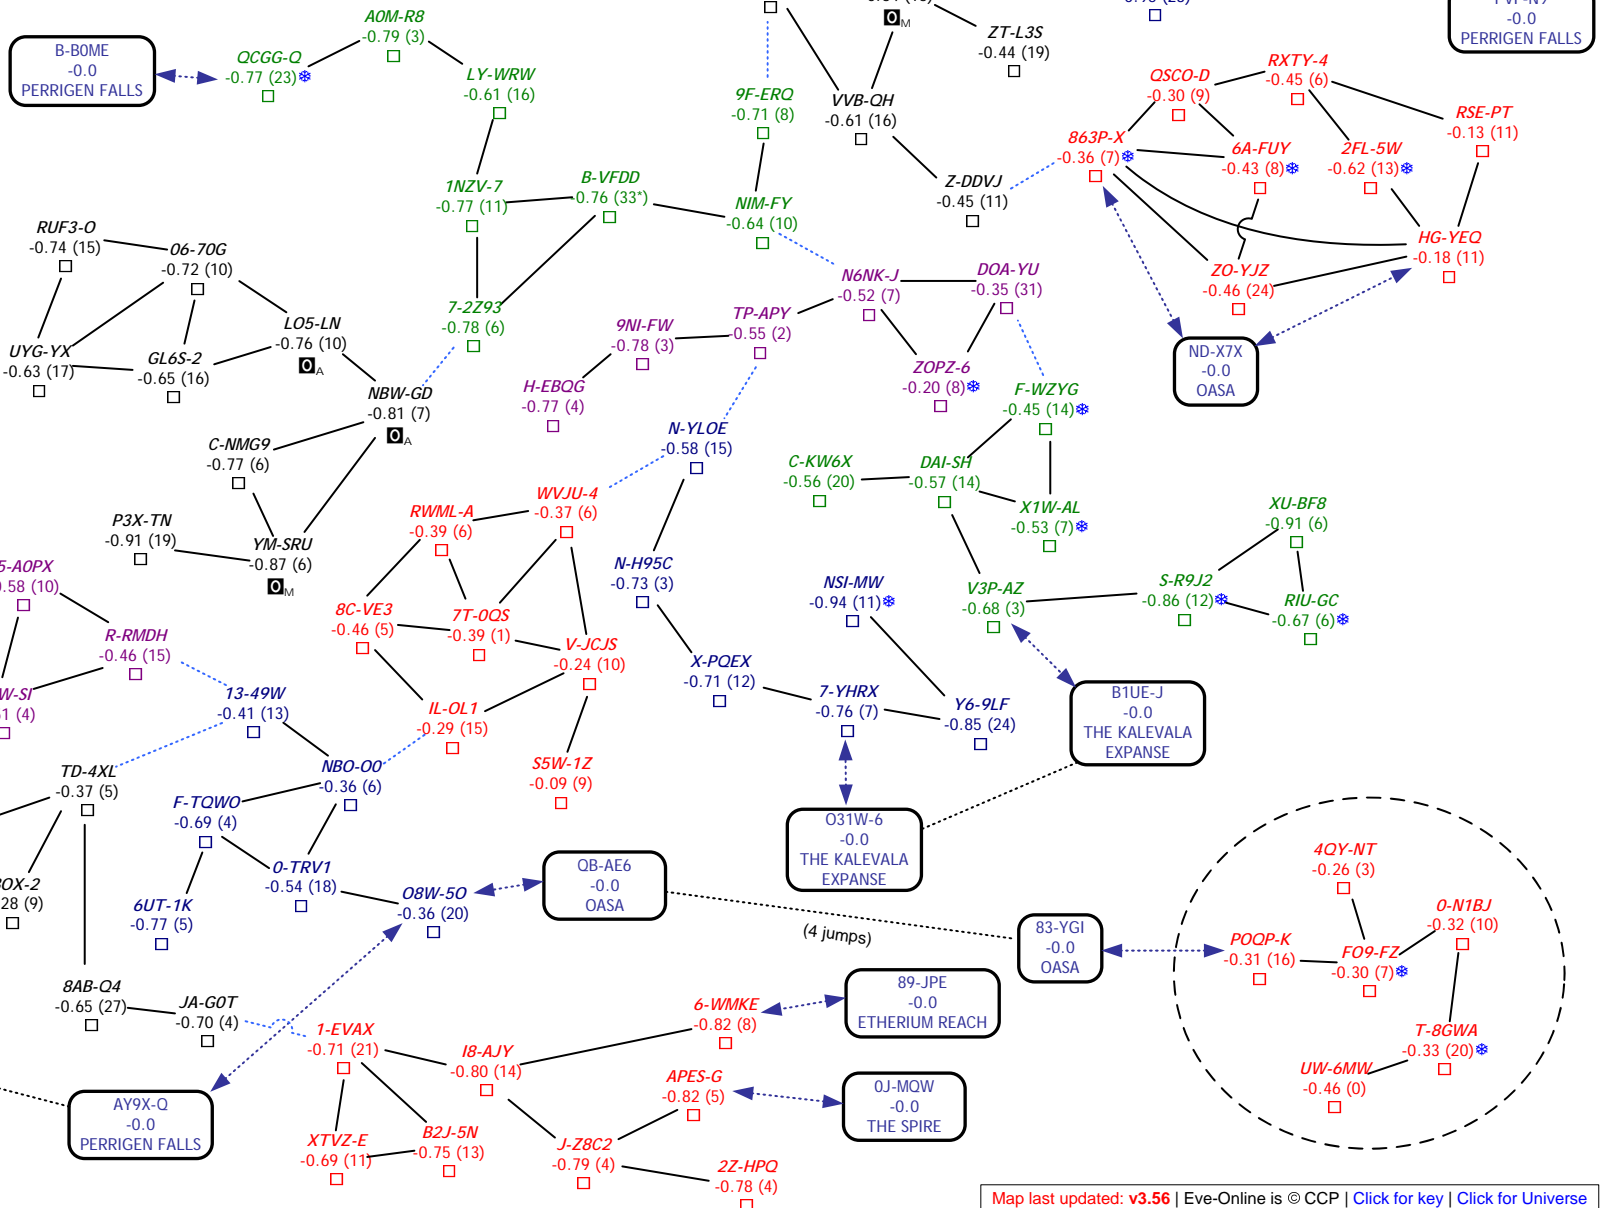 A0M-R8
-0.79 (3)
B-B0ME
-0.0
PERRIGEN FALLS
QCGG-Q
-0.77 (23)
LY-WRW
-0.61 (16)
ZT-L3S
-0.44 (19)
0M
-0.0
PERRIGEN FALLS
9F-ERQ
-0.71 (8)
VVB-QH
-0.61 (16)
QSCO-D
-0.30 (9)
RXTY-4
-0.45 (6)
RSE-PT
-0.13 (11)
863P-X
-0.36 (7)
6A-FUY
-0.43 (8)
2FL-5W
-0.62 (13)
1NZV-7
-0.77 (11)
B-VFDD
-0.76 (33*)
NIM-FY
-0.64 (10)
Z-DDVJ
-0.45 (11)
RUF3-O
-0.74 (15)
06-70G
-0.72 (10)
HG-YEQ
-0.18 (11)
ZO-YJZ
-0.46 (24)
N6NK-J
-0.52 (7)
DOA-YU
-0.35 (31)
7-2Z93
-0.78 (6)
TP-APY
-0.55 (2)
9NI-FW
-0.78 (3)
LO5-LN
-0.76 (10)
0A
UYG-YX
-0.63 (17)
GL6S-2
-0.65 (16)
ND-X7X
-0.0
OASA
ZOPZ-6
-0.20 (8)
H-EBQG
-0.77 (4)
NBW-GD
-0.81 (7)
0A
F-WZYG
-0.45 (14)
N-YLOE
-0.58 (15)
C-NMG9
-0.77 (6)
C-KW6X
-0.56 (20)
DAI-SH
-0.57 (14)
WVJU-4
-0.37 (6)
X1W-AL
-0.53 (7)
XU-BF8
-0.91 (6)
RWML-A
-0.39 (6)
P3X-TN
-0.91 (19)
YM-SRU
-0.87 (6)
0M
5-A0PX
.58 (10)
N-H95C
-0.73 (3)
NSI-MW
-0.94 (11)
V3P-AZ
-0.68 (3)
S-R9J2
-0.86 (12)
RIU-GC
-0.67 (6)
8C-VE3
-0.46 (5)
7T-0QS
-0.39 (1)
R-RMDH
-0.46 (15)
V-JCJS
-0.24 (10)
X-PQEX
-0.71 (12)
W-SI
1 (4)
13-49W
-0.41 (13)
IL-OL1
-0.29 (15)
7-YHRX
-0.76 (7)
Y6-9LF
-0.85 (24)
B1UE-J
-0.0
THE KALEVALA
EXPANSE
TD-4XL
-0.37 (5)
NBO-O0
-0.36 (6)
S5W-1Z
-0.09 (9)
F-TQWO
-0.69 (4)
O31W-6
-0.0
THE KALEVALA
EXPANSE
0-TRV1
-0.54 (18)
QB-AE6
-0.0
OASA
4QY-NT
-0.26 (3)
OX-2
28 (9)
6UT-1K
-0.77 (5)
O8W-5O
-0.36 (20)
(4 jumps)
83-YGI
-0.0
OASA
0-N1BJ
-0.32 (10)
POQP-K
-0.31 (16)
FO9-FZ
-0.30 (7)
8AB-Q4
-0.65 (27)
JA-G0T
-0.70 (4)
89-JPE
-0.0
ETHERIUM REACH
6-WMKE
-0.82 (8)
1-EVAX
-0.71 (21)
I8-AJY
-0.80 (14)
T-8GWA
-0.33 (20)
UW-6MW
-0.46 (0)
APES-G
-0.82 (5)
0J-MQW
-0.0
THE SPIRE
AY9X-Q
-0.0
PERRIGEN FALLS
XTVZ-E
-0.69 (11)
B2J-5N
-0.75 (13)
J-Z8C2
-0.79 (4)
2Z-HPQ
-0.78 (4)
Map last updated: v3.56 | Eve-Online is © CCP | Click for key | Click for Universe